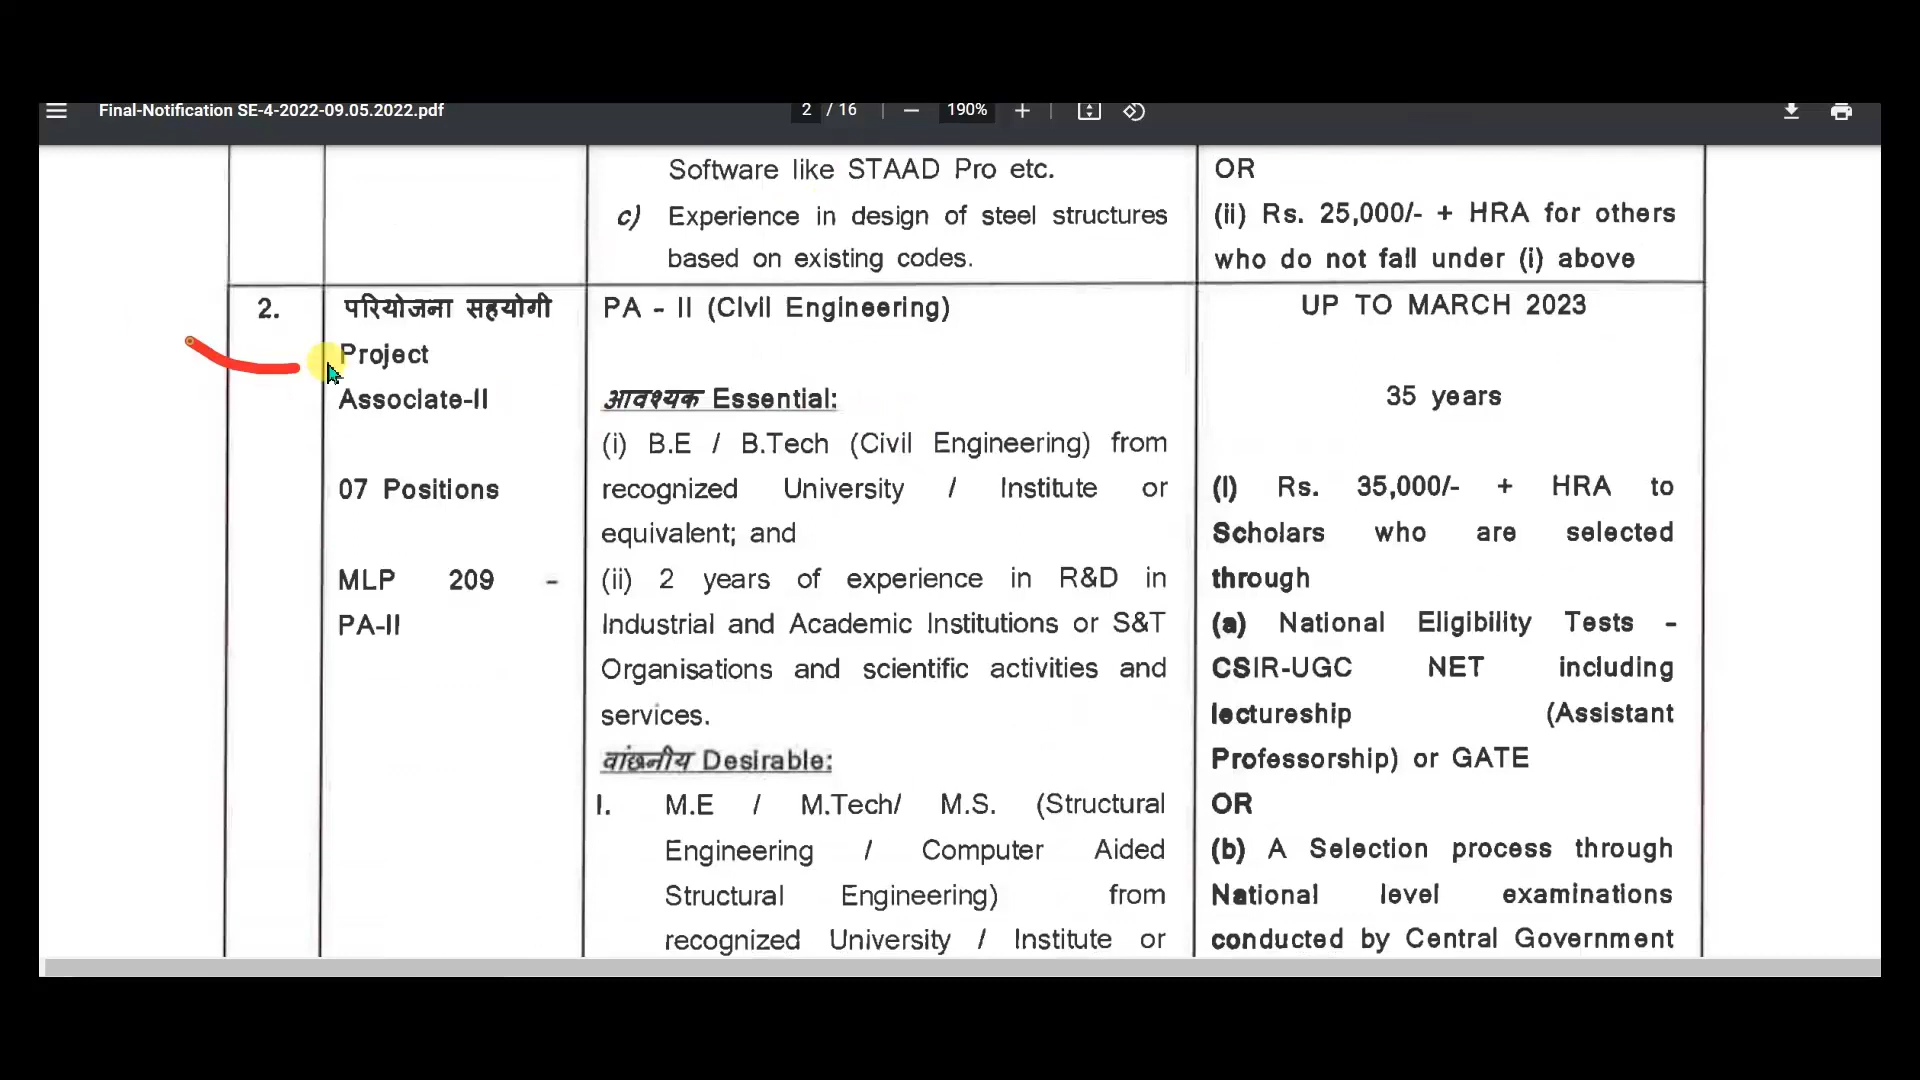 Final-Notification SE-4-2022-09.05.2022.pdf
2 / 16
190%
Software like STAAD Pro etc.
c) Experience in design of steel structures
based on existing codes.
OR
(ii) Rs. 25,000/- + HRA for others
who do not fall under (i) above
2.
परियोजना सहयोगी
Project
Associate-II
07 Positions
MLP 209 -
PA-II
PA - II (Civil Engineering)
आवश्यक Essential:
(i) B.E / B.Tech (Civil Engineering) from
recognized University / Institute or
equivalent; and
(ii) 2 years of experience in R&D in
Industrial and Academic Institutions or S&T
Organisations and scientific activities and
services.
वांछनीय Desirable:
I. M.E / M.Tech/ M.S. (Structural
Engineering / Computer Aided
Structural Engineering) from
recognized University / Institute or
UP TO MARCH 2023
35 years
(I) Rs. 35,000/- + HRA to
Scholars who are selected
through
(a) National Eligibility Tests -
CSIR-UGC NET including
lectureship (Assistant
Professorship) or GATE
OR
(b) A Selection process through
National level examinations
conducted by Central Government